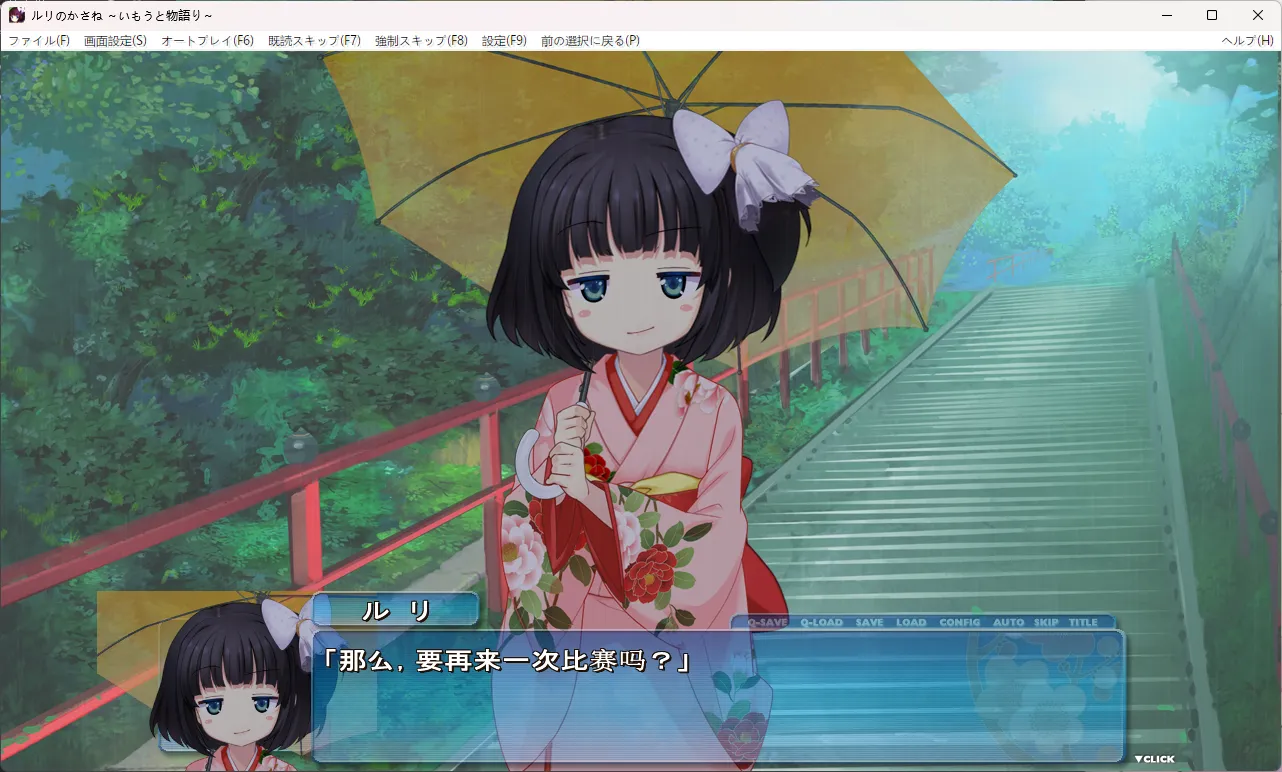 ルリのかさね ~いもうと物語り~
ファイル(F) 画面設定(S) オートプレイ(F6) 既読スキップ(F7) 強制スキップ(F8) 設定(F9) 前の選択に戻る(P) ヘルプ(H)
ルリ
Q-SAVE Q-LOAD SAVE LOAD CONFIG AUTO SKIP TITLE
「那么，要再来一次比赛吗？」
▼CLICK